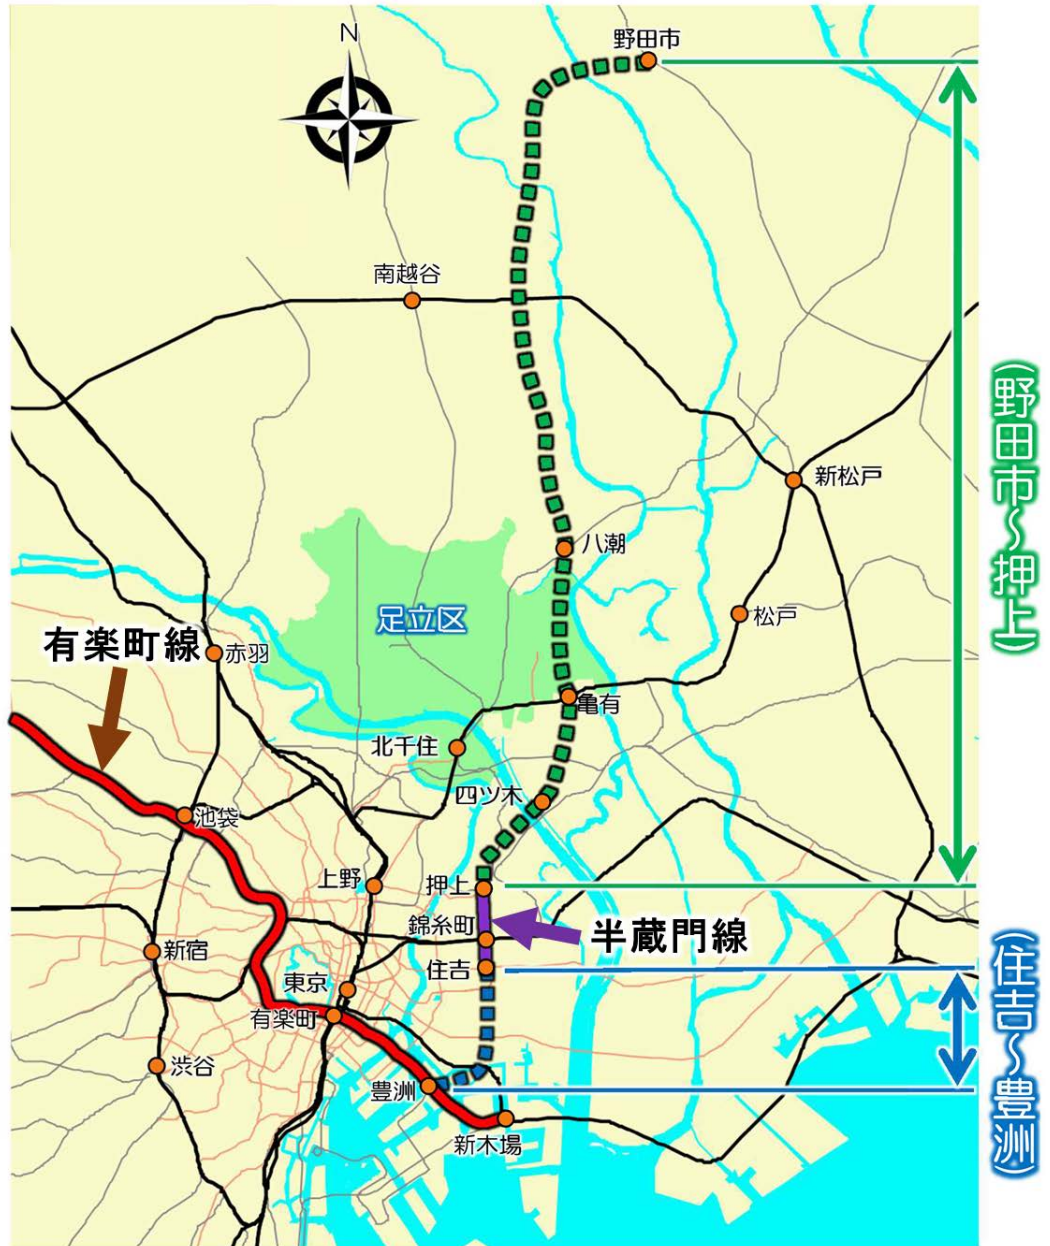 N
野田市
南越谷
新松戸
八潮
足立区
松戸
有楽町線
赤羽
亀有
北千住
四ツ木
池袋
上野
押上
錦糸町
半蔵門線
新宿
住吉
東京
有楽町
渋谷
豊洲
新木場
(野田市～押上)
(住吉～豊洲)